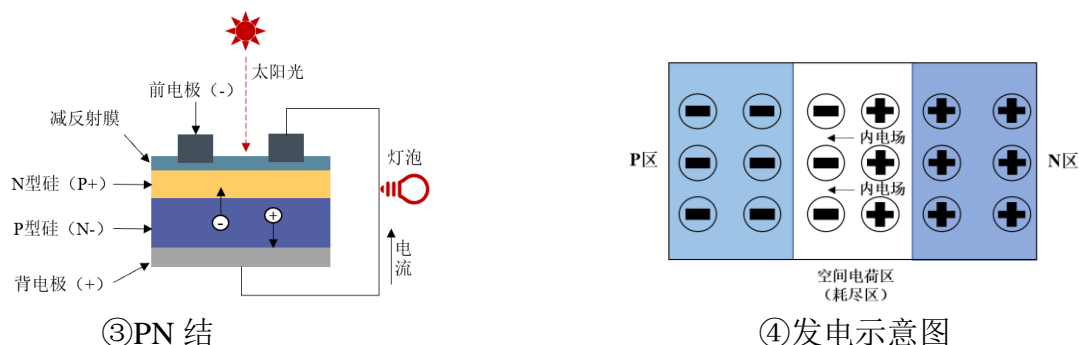 太阳光
前电极（-）
减反射膜
灯泡
N型硅（P+）
P型硅（N-）
背电极（+）
电流
-
+
③PN 结
P区
内电场
内电场
N区
空间电荷区
（耗尽区）
④发电示意图